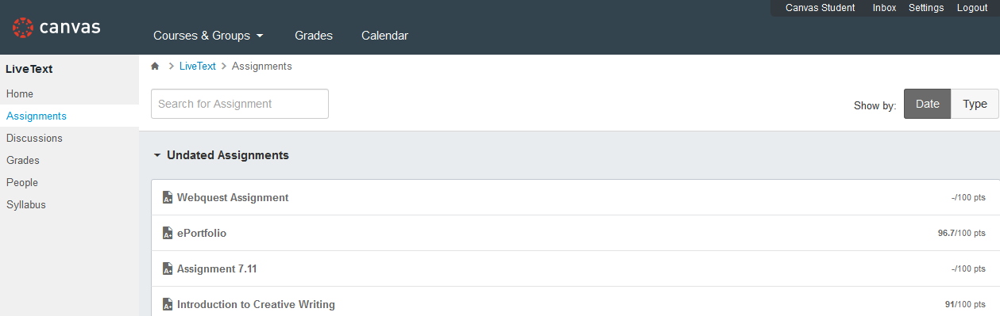 Canvas Student Inbox Settings Logout
canvas
Courses & Groups Grades Calendar
LiveText
Home
Assignments
Discussions
Grades
People
Syllabus
LiveText Assignments
Search for Assignment
Show by: Date Type
Undated Assignments
A+ Webquest Assignment -/100 pts
A+ ePortfolio 96.7/100 pts
A+ Assignment 7.11 -/100 pts
A+ Introduction to Creative Writing 91/100 pts